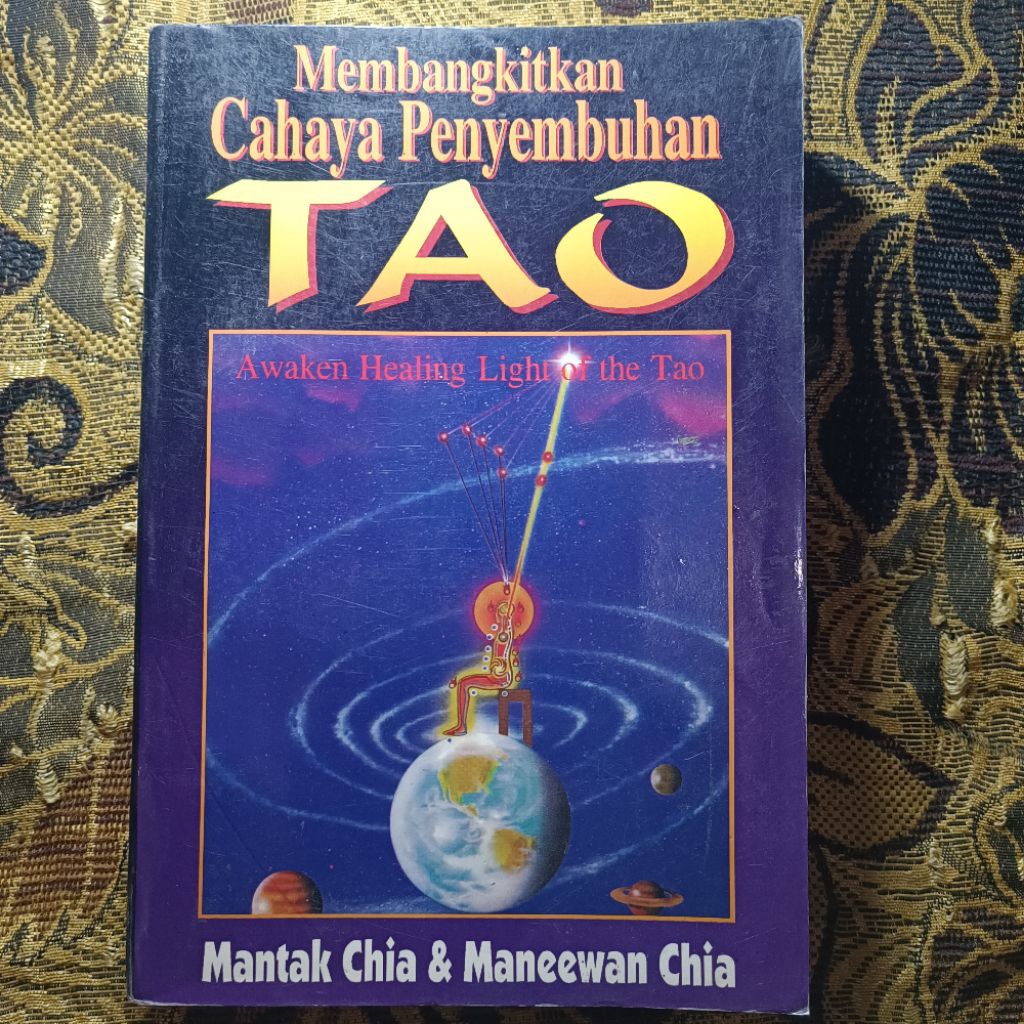 Membangkitkan
Cahaya Penyembuhan
TAO
Awaken Healing Light of the Tao
Mantak Chia & Maneewan Chia